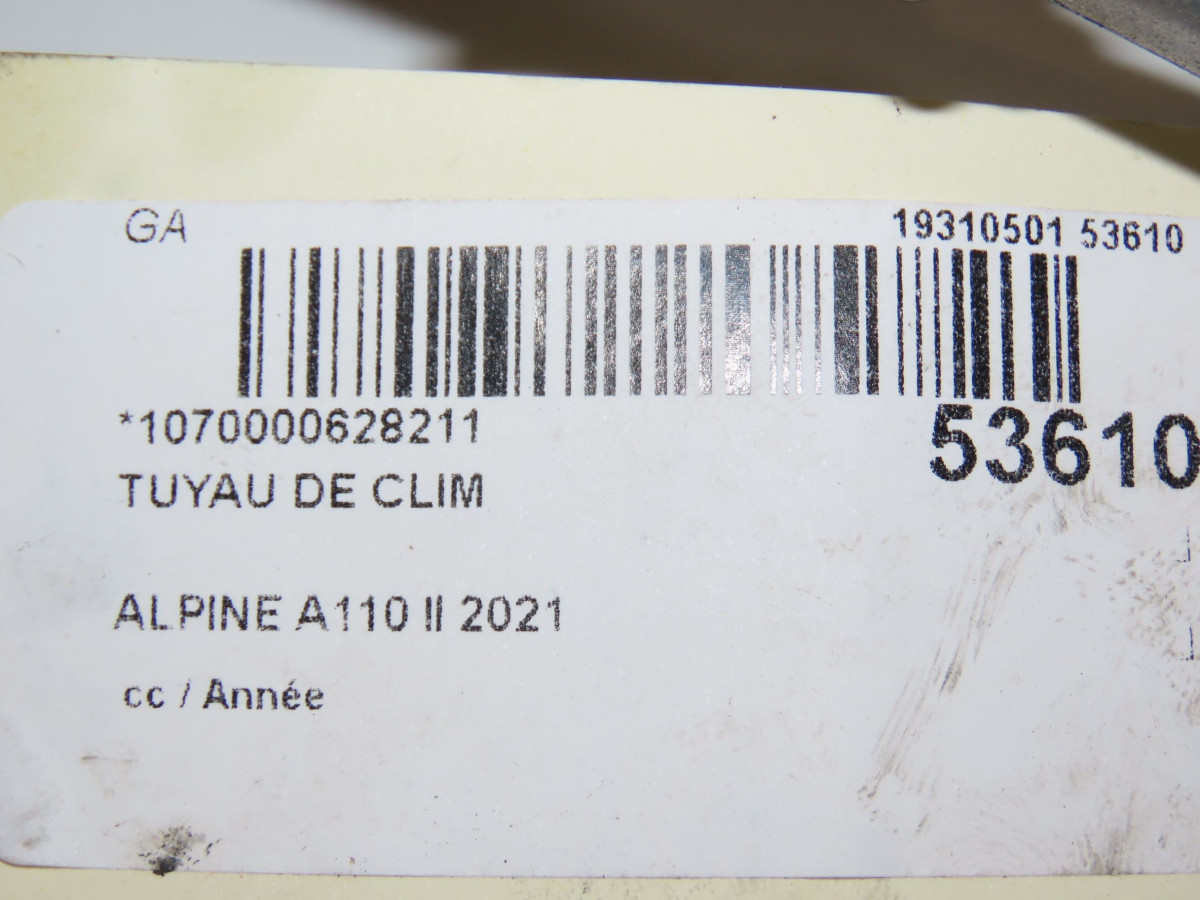 GA
19310501 53610
*1070000628211
53610
TUYAU DE CLIM
ALPINE A110 II 2021
cc / Année